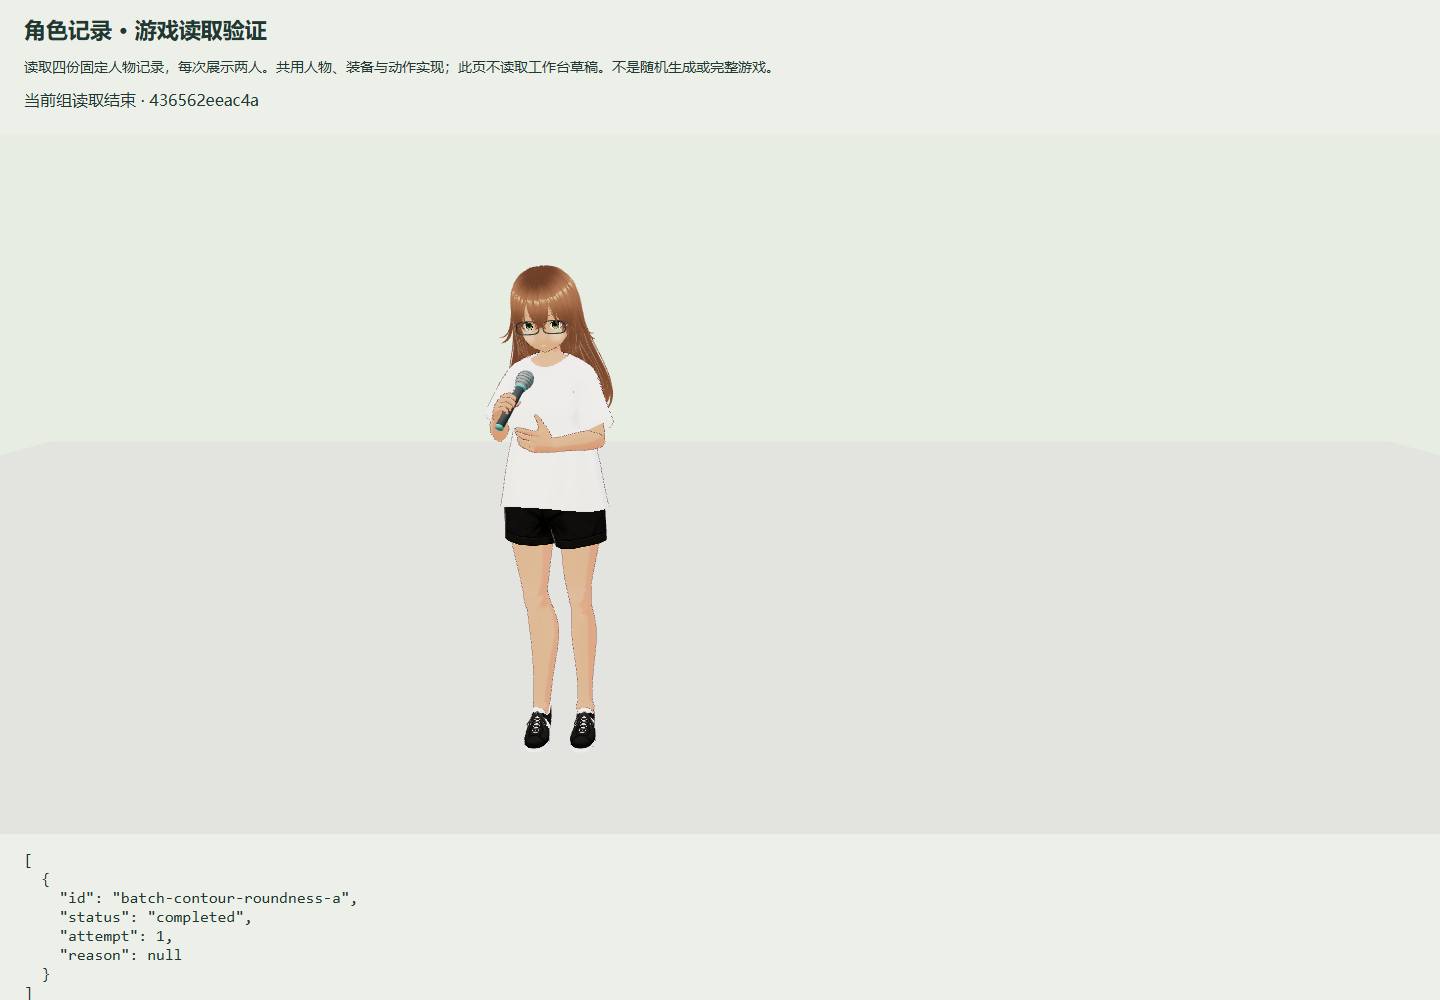 角色记录 • 游戏读取验证
读取四份固定人物记录，每次展示两人。共用人物、装备与动作实现；此页不读取工作台草稿。不是随机生成或完整游戏。
当前组读取结束 · 436562eeac4a
[
  {
    "id": "batch-contour-roundness-a",
    "status": "completed",
    "attempt": 1,
    "reason": null
  }
]